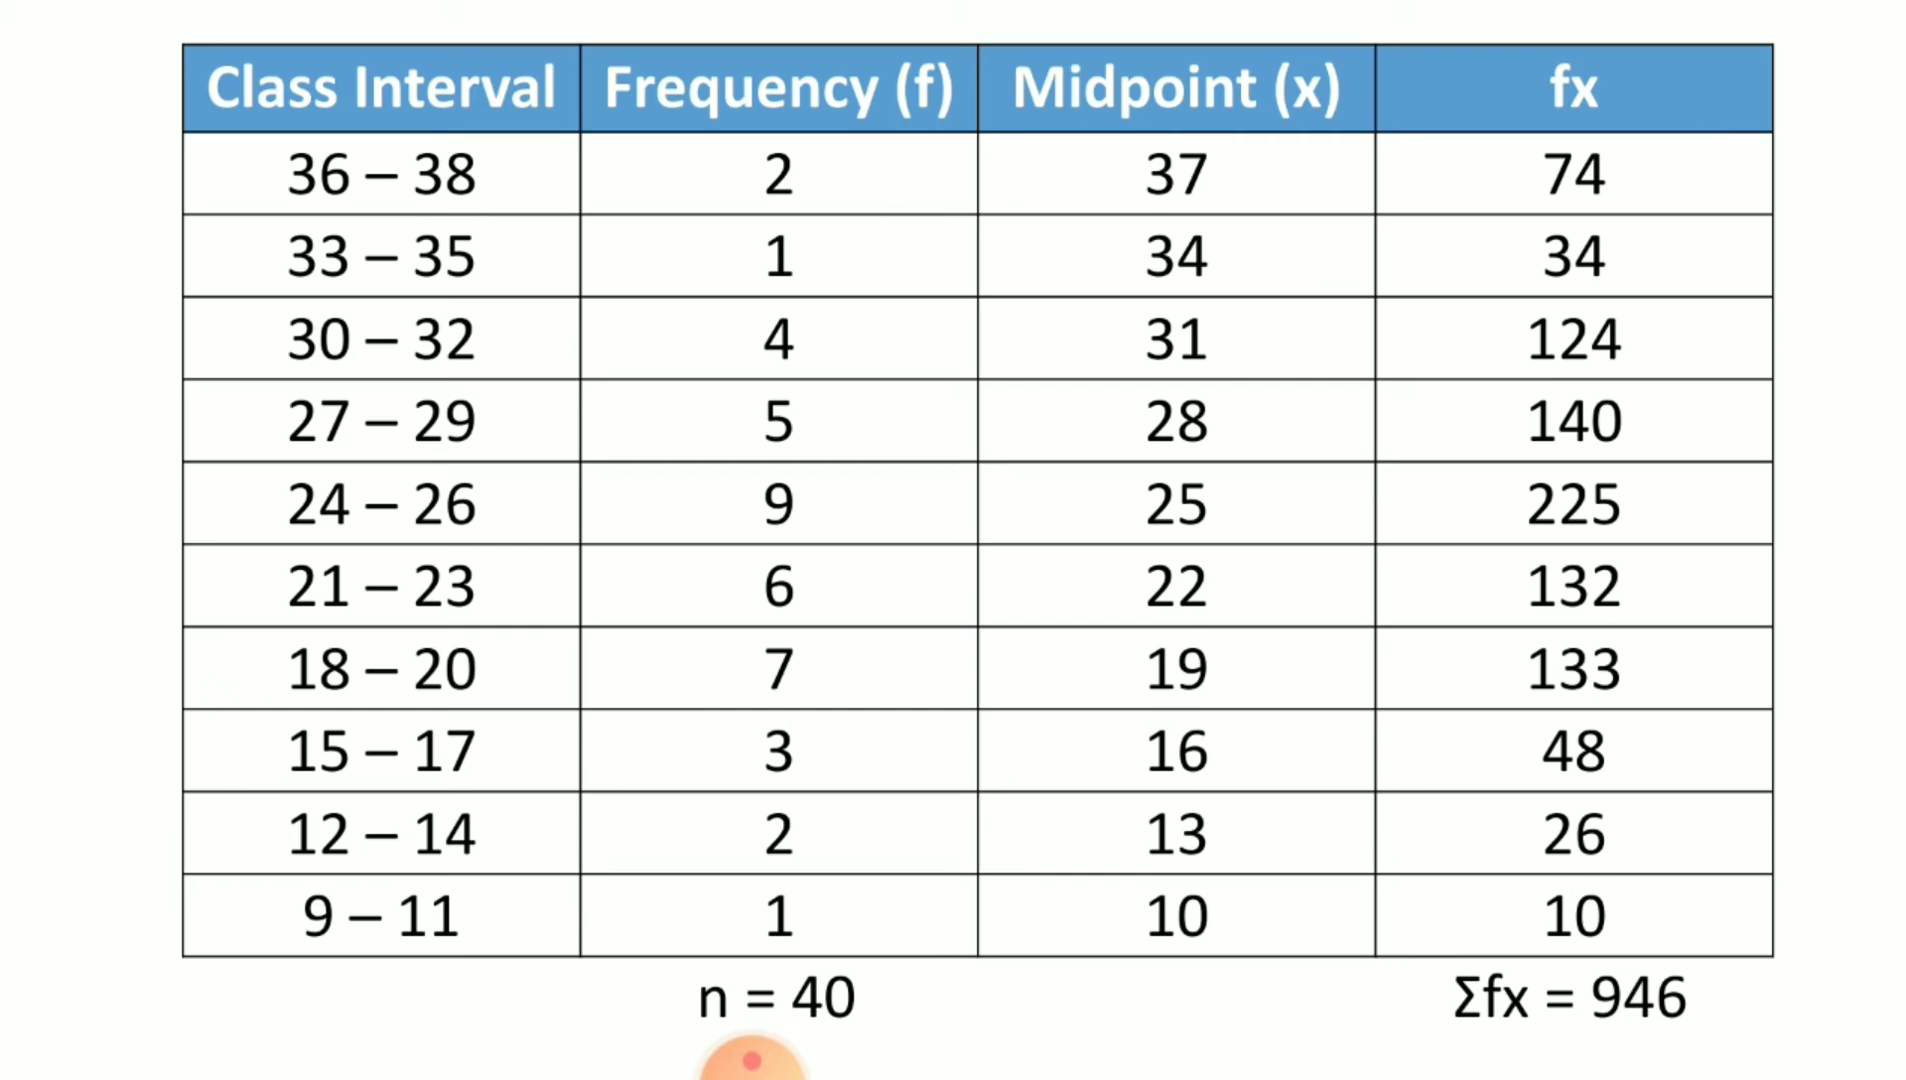 Class Interval Frequency (f) Midpoint (x) fx
36 – 38 2 37 74
33 – 35 1 34 34
30 – 32 4 31 124
27 – 29 5 28 140
24 – 26 9 25 225
21 – 23 6 22 132
18 – 20 7 19 133
15 – 17 3 16 48
12 – 14 2 13 26
9 – 11 1 10 10
n = 40 Σfx = 946